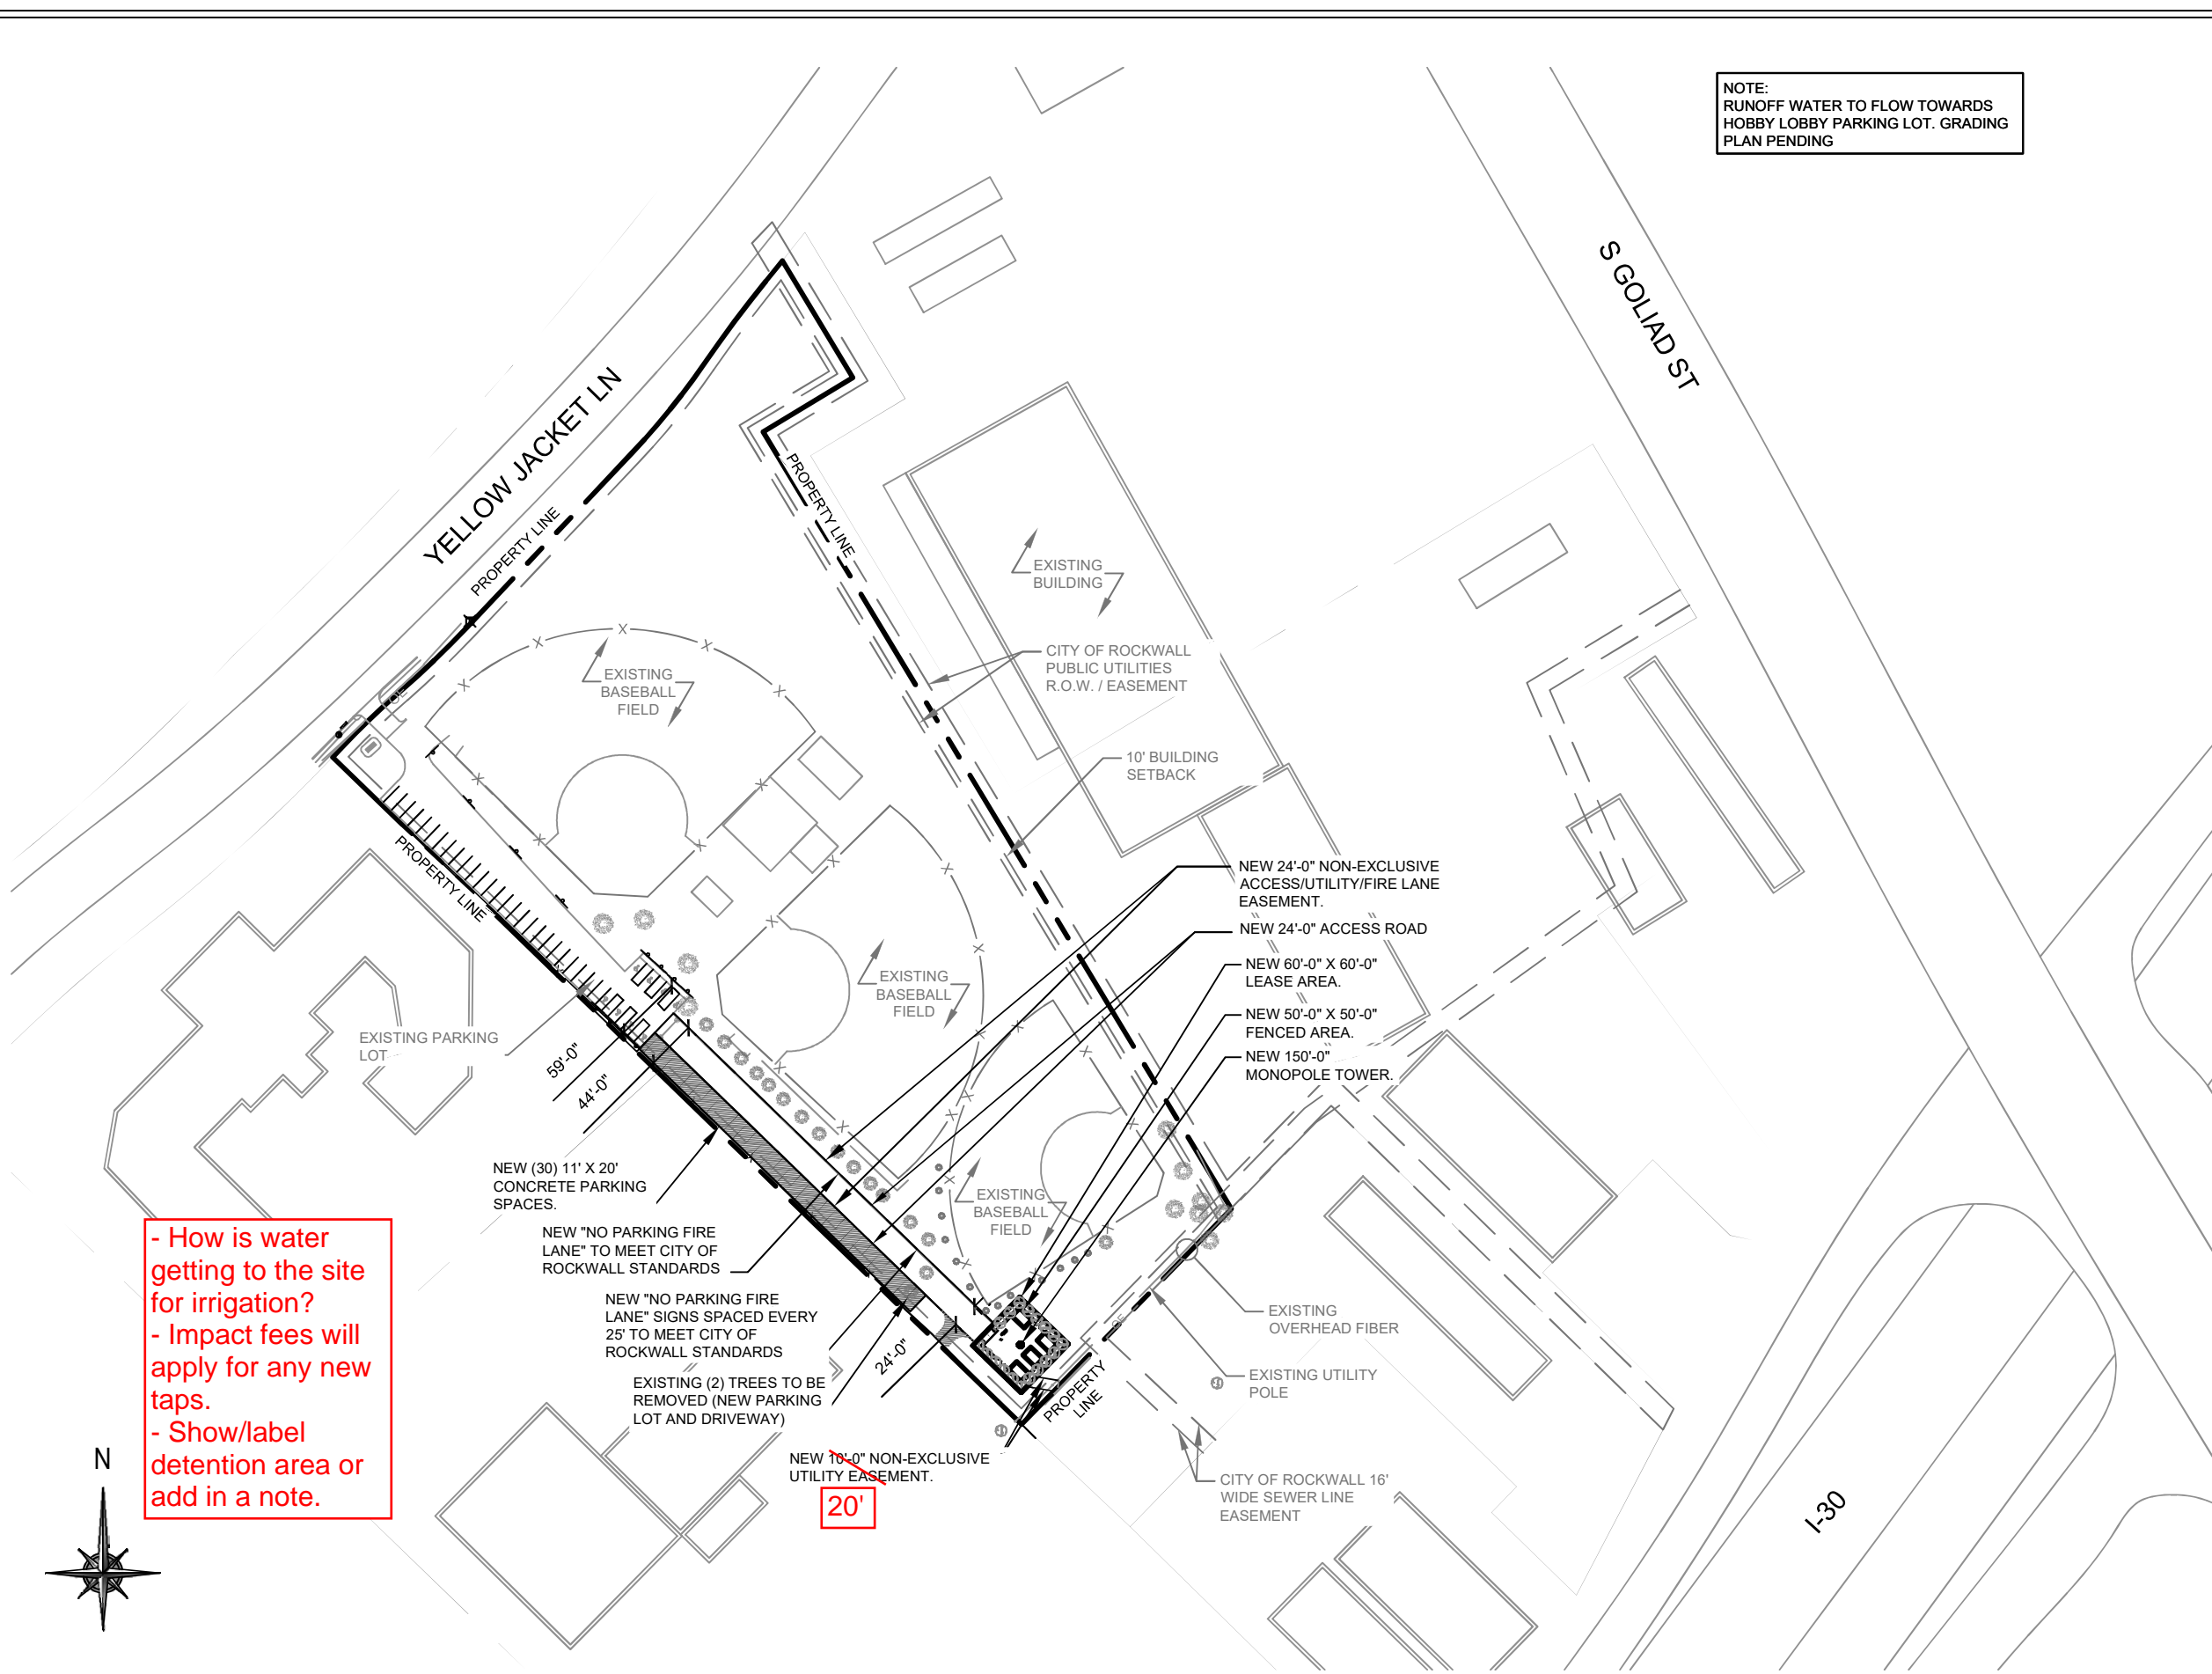 NOTE:
RUNOFF WATER TO FLOW TOWARDS
HOBBY LOBBY PARKING LOT. GRADING
PLAN PENDING
S GOLIAD ST
YELLOW JACKET LN
PROPERTY LINE
PROPERTY LINE
EXISTING
BUILDING
CITY OF ROCKWALL
PUBLIC UTILITIES
R.O.W. / EASEMENT
EXISTING
BASEBALL
FIELD
OE
10' BUILDING
SETBACK
PROPERTY LINE
NEW 24'-0" NON-EXCLUSIVE
ACCESS/UTILITY/FIRE LANE
EASEMENT.
NEW 24'-0" ACCESS ROAD
NEW 60'-0" X 60'-0"
LEASE AREA.
NEW 50'-0" X 50'-0"
FENCED AREA.
NEW 150'-0"
MONOPOLE TOWER.
EXISTING
BASEBALL
FIELD
EXISTING PARKING
LOT
59'-0"
44'-0"
NEW (30) 11' X 20'
CONCRETE PARKING
SPACES.
NEW "NO PARKING FIRE
LANE" TO MEET CITY OF
ROCKWALL STANDARDS
NEW "NO PARKING FIRE
LANE" SIGNS SPACED EVERY
25' TO MEET CITY OF
ROCKWALL STANDARDS
EXISTING (2) TREES TO BE
REMOVED (NEW PARKING
LOT AND DRIVEWAY)
24'-0"
EXISTING
BASEBALL
FIELD
OE
EXISTING
OVERHEAD FIBER
EXISTING UTILITY
POLE
PROPERTY
LINE
NEW 10'-0" NON-EXCLUSIVE
UTILITY EASEMENT.
20'
CITY OF ROCKWALL 16'
WIDE SEWER LINE
EASEMENT
I-30
- How is water
getting to the site
for irrigation?
- Impact fees will
apply for any new
taps.
- Show/label
detention area or
add in a note.
N